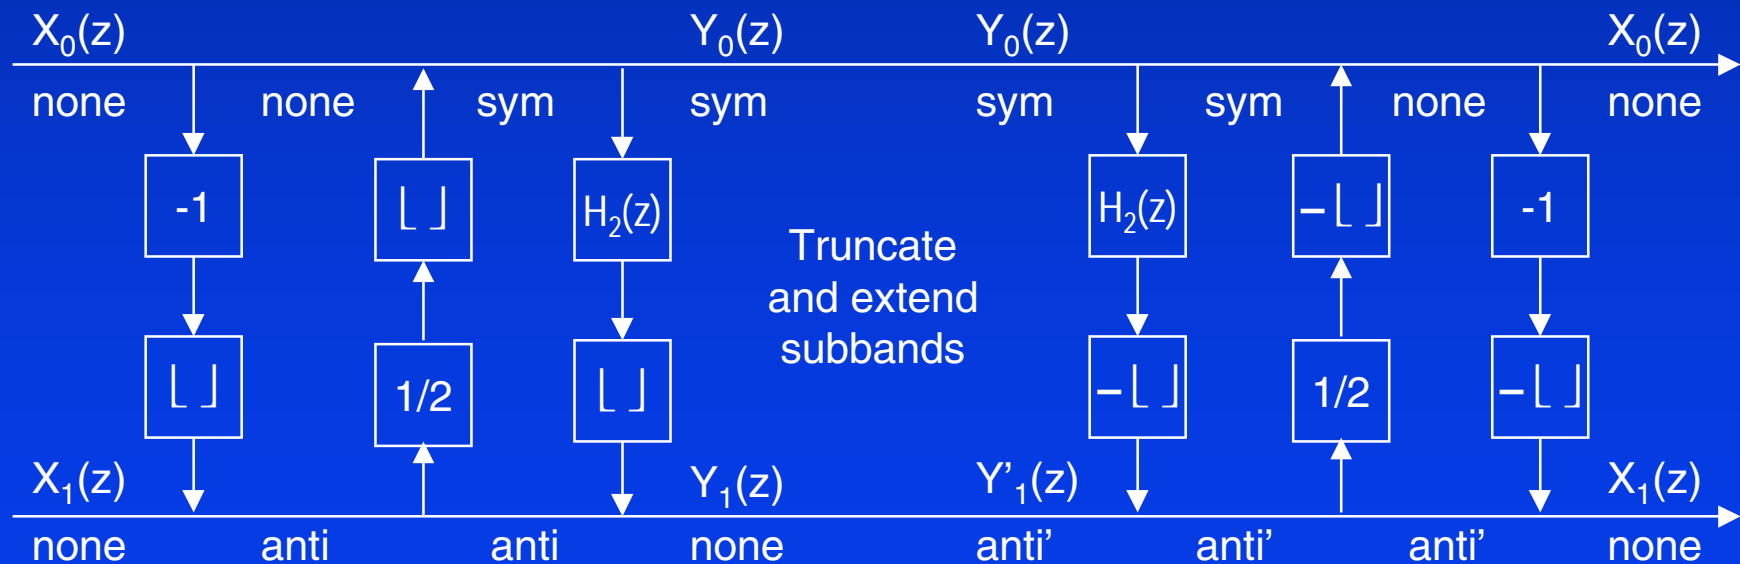 X₀(z) Y₀(z) Y₀(z) X₀(z)
none none sym sym sym sym none none
-1 ⌊ ⌋ H₂(z) H₂(z) –⌊ ⌋ -1
Truncate
and extend
subbands
⌊ ⌋ 1/2 ⌊ ⌋ –⌊ ⌋ 1/2 –⌊ ⌋
X₁(z) Y₁(z) Y'₁(z) X₁(z)
none anti anti none anti' anti' anti' none